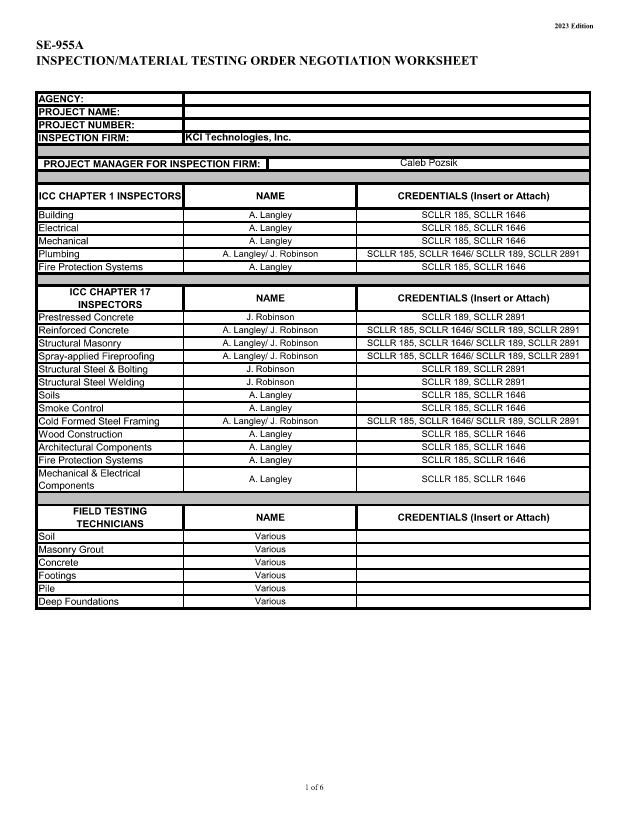 2023 Edition
SE-955A
INSPECTION/MATERIAL TESTING ORDER NEGOTIATION WORKSHEET
AGENCY:
PROJECT NAME:
PROJECT NUMBER:
INSPECTION FIRM: KCI Technologies, Inc.
PROJECT MANAGER FOR INSPECTION FIRM: Caleb Pozsik
ICC CHAPTER 1 INSPECTORS NAME CREDENTIALS (Insert or Attach)
Building A. Langley SCLLR 185, SCLLR 1646
Electrical A. Langley SCLLR 185, SCLLR 1646
Mechanical A. Langley SCLLR 185, SCLLR 1646
Plumbing A. Langley/ J. Robinson SCLLR 185, SCLLR 1646/ SCLLR 189, SCLLR 2891
Fire Protection Systems A. Langley SCLLR 185, SCLLR 1646
ICC CHAPTER 17
INSPECTORS NAME CREDENTIALS (Insert or Attach)
Prestressed Concrete J. Robinson SCLLR 189, SCLLR 2891
Reinforced Concrete A. Langley/ J. Robinson SCLLR 185, SCLLR 1646/ SCLLR 189, SCLLR 2891
Structural Masonry A. Langley/ J. Robinson SCLLR 185, SCLLR 1646/ SCLLR 189, SCLLR 2891
Spray-applied Fireproofing A. Langley/ J. Robinson SCLLR 185, SCLLR 1646/ SCLLR 189, SCLLR 2891
Structural Steel & Bolting J. Robinson SCLLR 189, SCLLR 2891
Structural Steel Welding J. Robinson SCLLR 189, SCLLR 2891
Soils A. Langley SCLLR 185, SCLLR 1646
Smoke Control A. Langley SCLLR 185, SCLLR 1646
Cold Formed Steel Framing A. Langley/ J. Robinson SCLLR 185, SCLLR 1646/ SCLLR 189, SCLLR 2891
Wood Construction A. Langley SCLLR 185, SCLLR 1646
Architectural Components A. Langley SCLLR 185, SCLLR 1646
Fire Protection Systems A. Langley SCLLR 185, SCLLR 1646
Mechanical & Electrical
Components A. Langley SCLLR 185, SCLLR 1646
FIELD TESTING
TECHNICIANS NAME CREDENTIALS (Insert or Attach)
Soil Various
Masonry Grout Various
Concrete Various
Footings Various
Pile Various
Deep Foundations Various
1 of 6